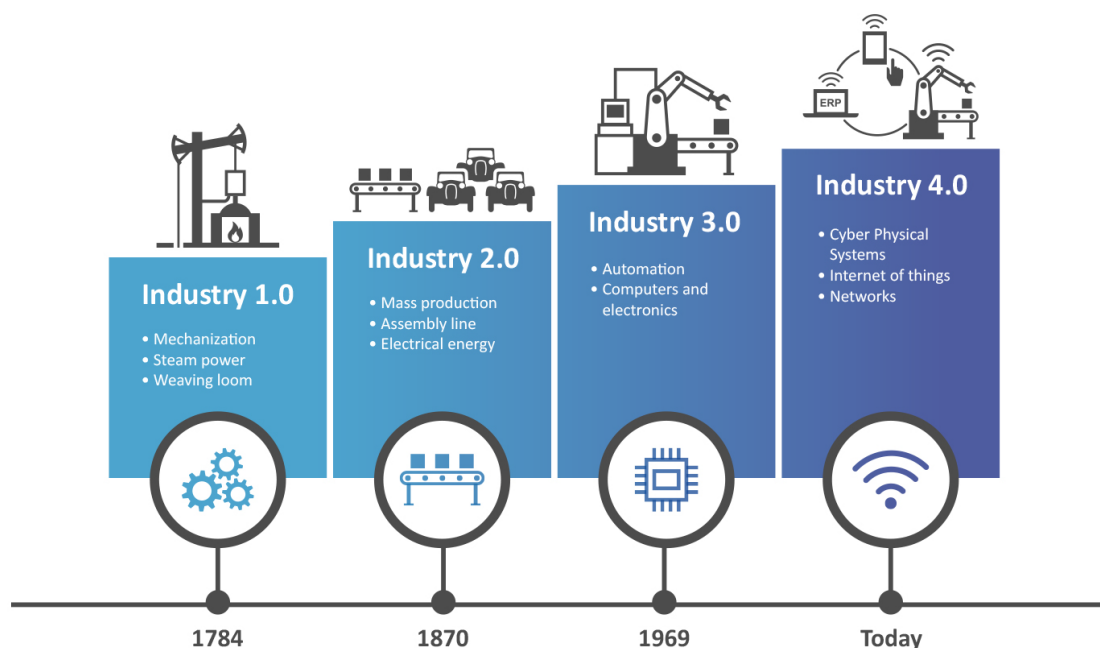 ERP
Industry 1.0
• Mechanization
• Steam power
• Weaving loom
Industry 2.0
• Mass production
• Assembly line
• Electrical energy
Industry 3.0
• Automation
• Computers and
electronics
Industry 4.0
• Cyber Physical
Systems
• Internet of things
• Networks
1784
1870
1969
Today